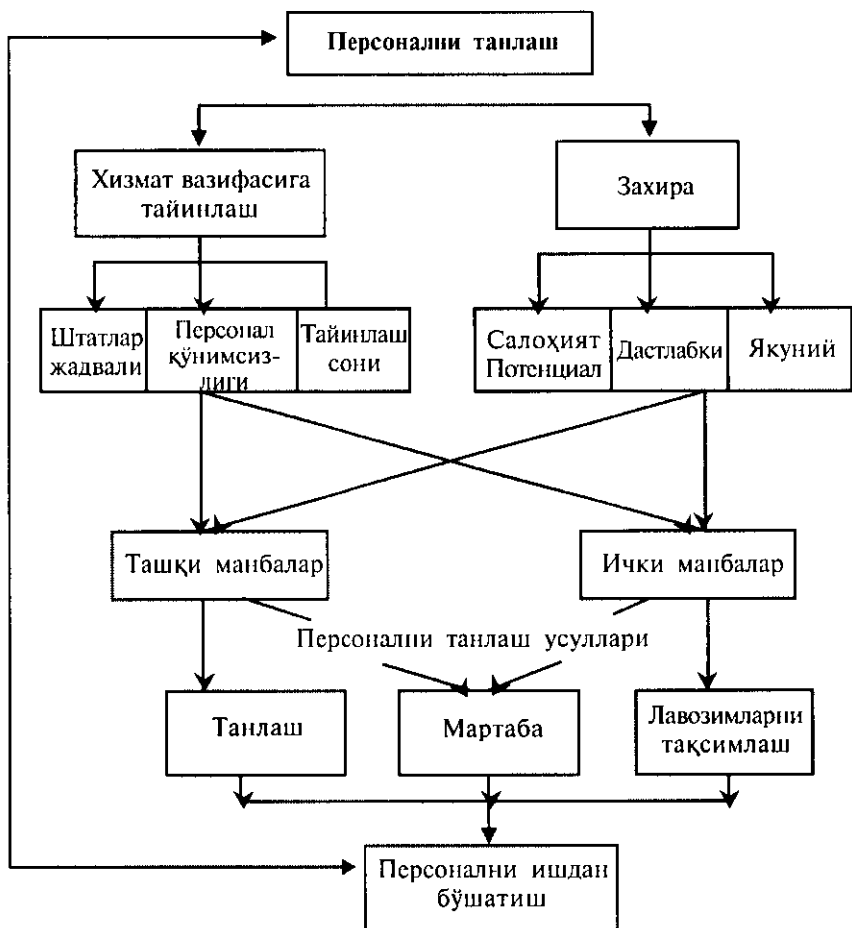 Персонални танлаш
Хизмат вазифасига
тайинлаш
Захира
Штатлар
жадвали
Персонал
қўнимсиз-
лиги
Тайинлаш
сони
Салоҳият
Потенциал
Дастлабки
Якуний
Ташқи манбалар
Ички манбалар
Персонални танлаш усуллари
Танлаш
Мартаба
Лавозимларни
тақсимлаш
Персонални ишдан
бўшатиш